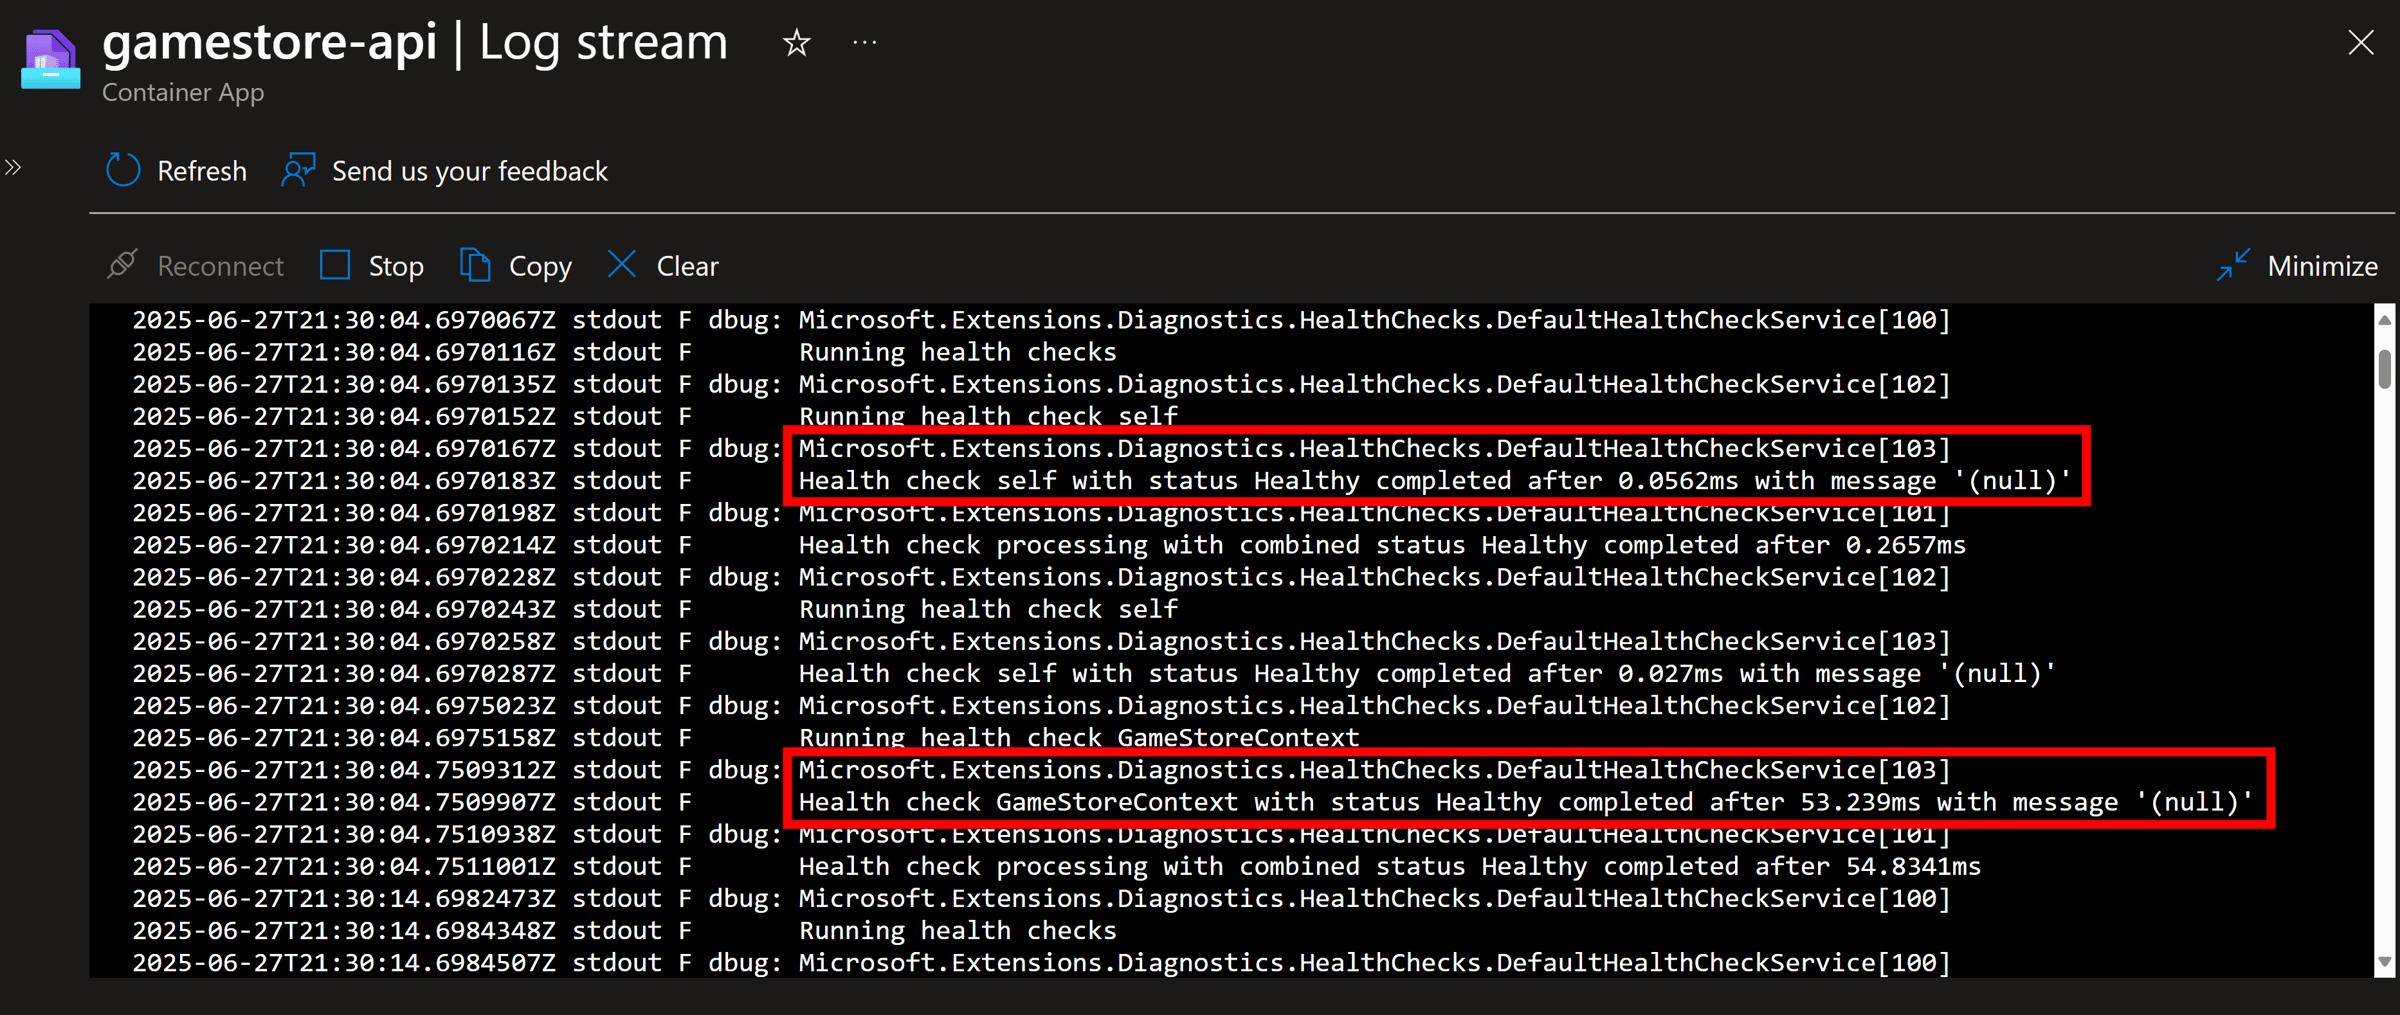 gamestore-api | Log stream
Container App
Refresh Send us your feedback
Reconnect Stop Copy Clear Minimize
2025-06-27T21:30:04.6970067Z stdout F dbug: Microsoft.Extensions.Diagnostics.HealthChecks.DefaultHealthCheckService[100]
2025-06-27T21:30:04.6970116Z stdout F Running health checks
2025-06-27T21:30:04.6970135Z stdout F dbug: Microsoft.Extensions.Diagnostics.HealthChecks.DefaultHealthCheckService[102]
2025-06-27T21:30:04.6970152Z stdout F Running health check self
2025-06-27T21:30:04.6970167Z stdout F dbug: Microsoft.Extensions.Diagnostics.HealthChecks.DefaultHealthCheckService[103]
2025-06-27T21:30:04.6970183Z stdout F Health check self with status Healthy completed after 0.0562ms with message '(null)'
2025-06-27T21:30:04.6970198Z stdout F dbug: Microsoft.Extensions.Diagnostics.HealthChecks.DefaultHealthCheckService[101]
2025-06-27T21:30:04.6970214Z stdout F Health check processing with combined status Healthy completed after 0.2657ms
2025-06-27T21:30:04.6970228Z stdout F dbug: Microsoft.Extensions.Diagnostics.HealthChecks.DefaultHealthCheckService[102]
2025-06-27T21:30:04.6970243Z stdout F Running health check self
2025-06-27T21:30:04.6970258Z stdout F dbug: Microsoft.Extensions.Diagnostics.HealthChecks.DefaultHealthCheckService[103]
2025-06-27T21:30:04.6970287Z stdout F Health check self with status Healthy completed after 0.027ms with message '(null)'
2025-06-27T21:30:04.6975023Z stdout F dbug: Microsoft.Extensions.Diagnostics.HealthChecks.DefaultHealthCheckService[102]
2025-06-27T21:30:04.6975158Z stdout F Running health check GameStoreContext
2025-06-27T21:30:04.7509312Z stdout F dbug: Microsoft.Extensions.Diagnostics.HealthChecks.DefaultHealthCheckService[103]
2025-06-27T21:30:04.7509907Z stdout F Health check GameStoreContext with status Healthy completed after 53.239ms with message '(null)'
2025-06-27T21:30:04.7510938Z stdout F dbug: Microsoft.Extensions.Diagnostics.HealthChecks.DefaultHealthCheckService[101]
2025-06-27T21:30:04.7511001Z stdout F Health check processing with combined status Healthy completed after 54.8341ms
2025-06-27T21:30:14.6982473Z stdout F dbug: Microsoft.Extensions.Diagnostics.HealthChecks.DefaultHealthCheckService[100]
2025-06-27T21:30:14.6984348Z stdout F Running health checks
2025-06-27T21:30:14.6984507Z stdout F dbug: Microsoft.Extensions.Diagnostics.HealthChecks.DefaultHealthCheckService[100]